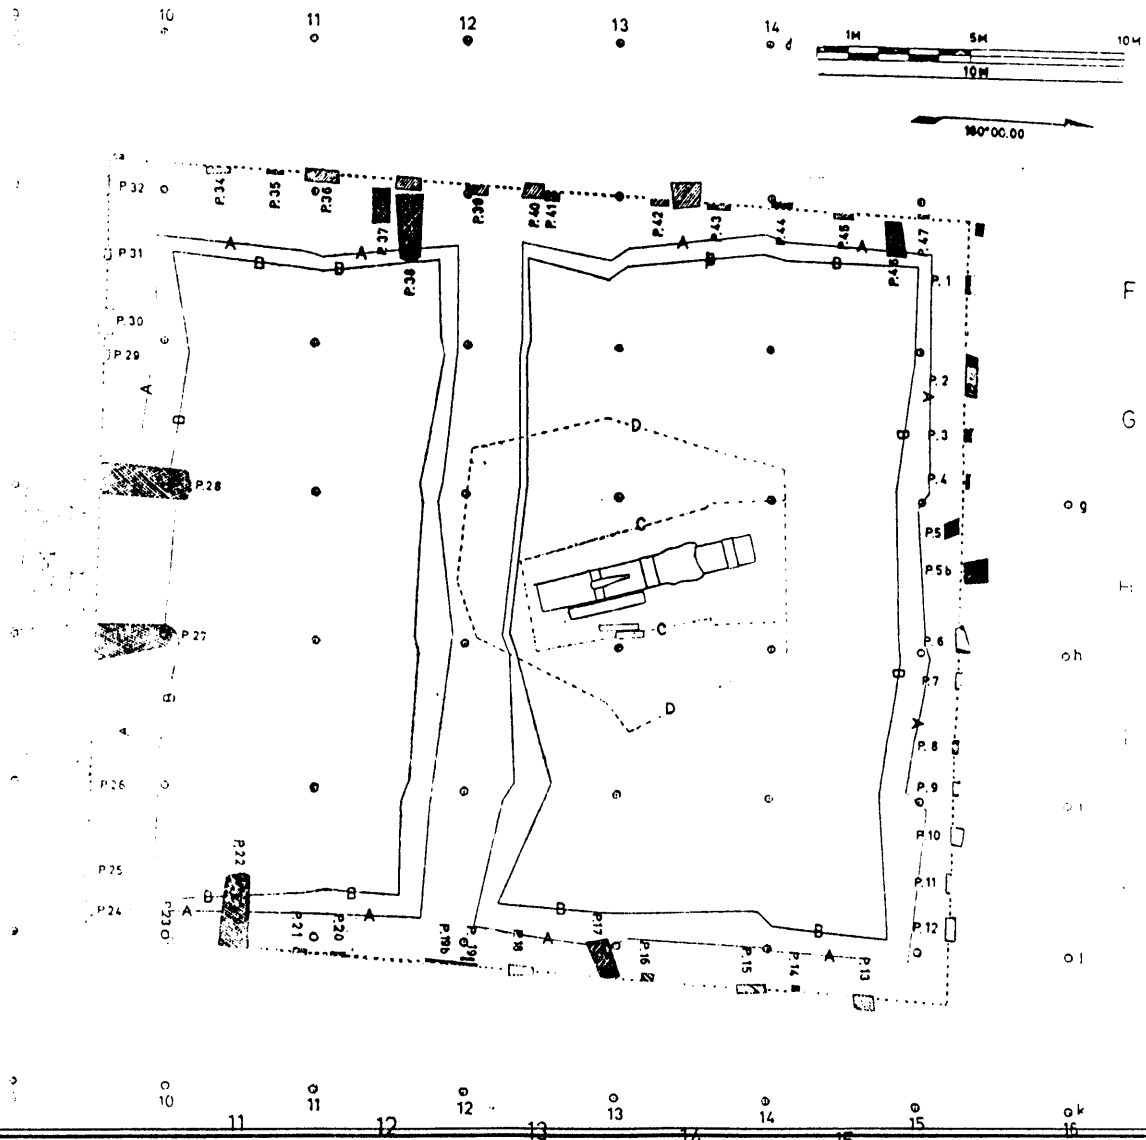 9 10 11 12 13 14 d
1M 5M 10M
10M
160°00.00
P.32 P.34 P.35 P.36 P.37 P.38 P.39 P.40 P.41 P.42 P.43 P.44 P.45 P.46 P.47
A A A A
P.31 B B B B P.1
F
P.30
P.29
A P.2
A
B D B P.3 G
P.28 P.4
C P.5 g
P.5b
H
P.27 C P.6 h
B B P.7
D
A A P.8 i
P.26 P.9 i
P.10
P.22
P.25 P.11
B B B B
P.24 A A P.12
P.23 P.21 P.20 P.19b P.19 P.18 A P.17 P.16 P.15 P.14 A P.13 j
10 11 12 13 14 15 k
11 12 13 14 15 16